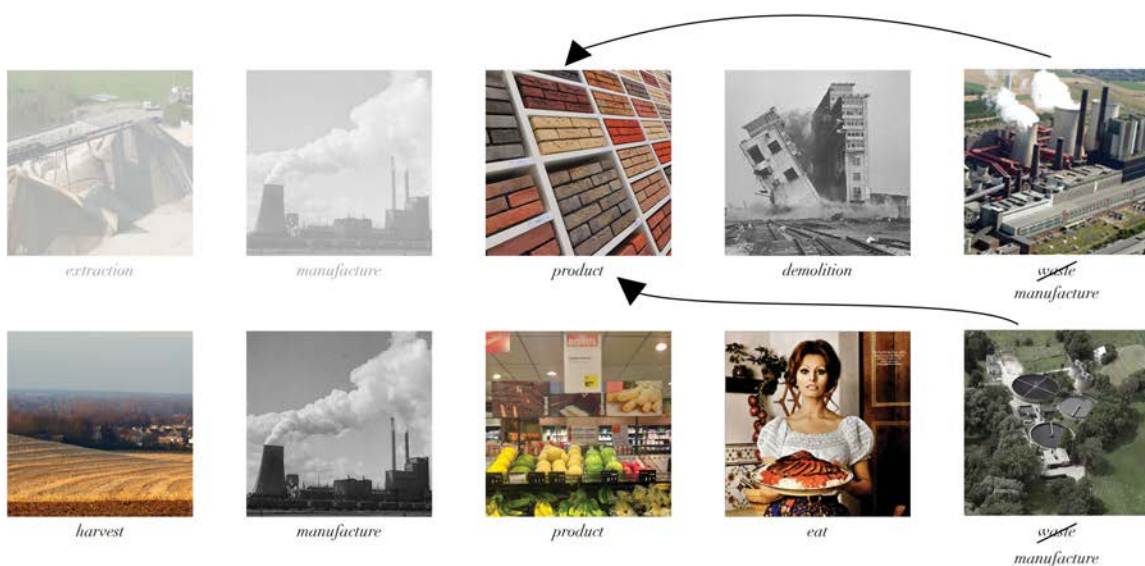 extraction
manufacture
product
demolition
waste
manufacture
harvest
manufacture
product
eat
waste
manufacture